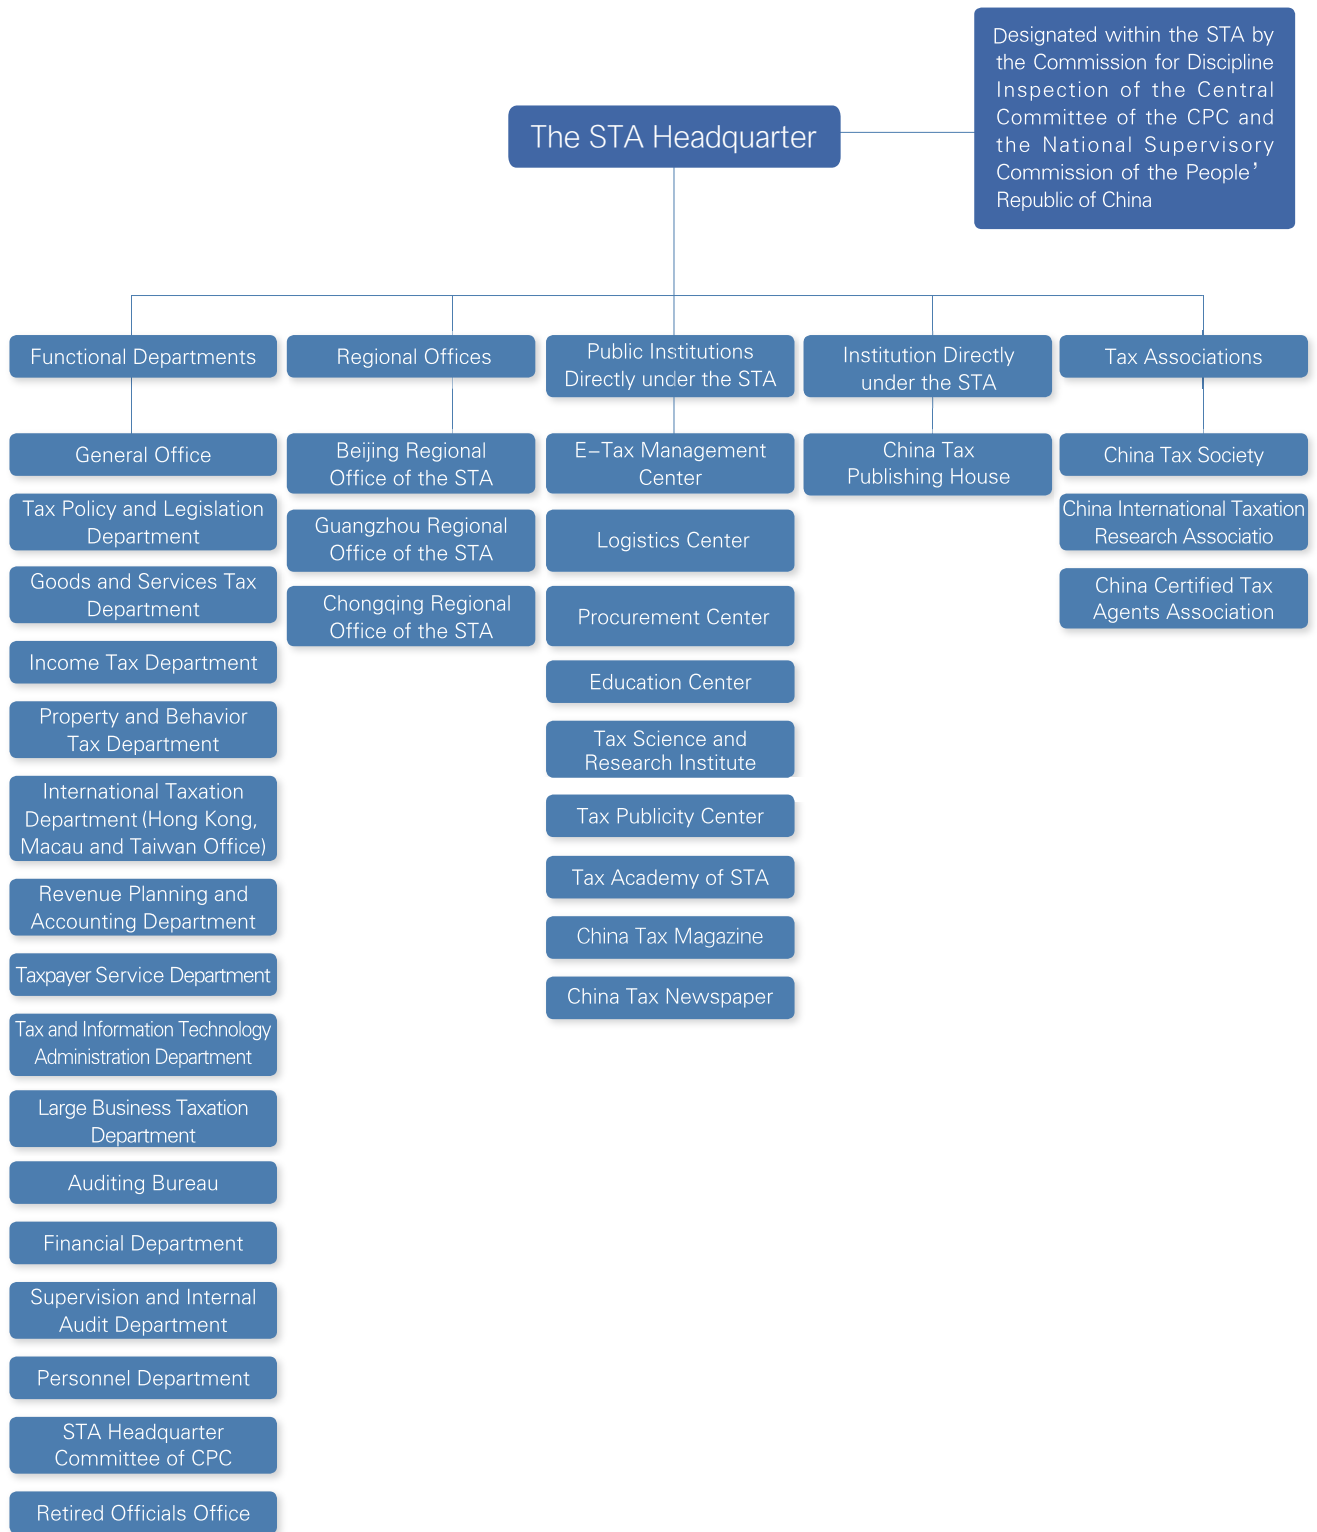 Designated within the STA by
the Commission for Discipline
Inspection of the Central
Committee of the CPC and
the National Supervisory
Commission of the People’
Republic of China
The STA Headquarter
Functional Departments
General Office
Tax Policy and Legislation
Department
Goods and Services Tax
Department
Income Tax Department
Property and Behavior
Tax Department
International Taxation
Department (Hong Kong,
Macau and Taiwan Office)
Revenue Planning and
Accounting Department
Taxpayer Service Department
Tax and Information Technology
Administration Department
Large Business Taxation
Department
Auditing Bureau
Financial Department
Supervision and Internal
Audit Department
Personnel Department
STA Headquarter
Committee of CPC
Retired Officials Office
Regional Offices
Beijing Regional
Office of the STA
Guangzhou Regional
Office of the STA
Chongqing Regional
Office of the STA
Public Institutions
Directly under the STA
E–Tax Management
Center
Logistics Center
Procurement Center
Education Center
Tax Science and
Research Institute
Tax Publicity Center
Tax Academy of STA
China Tax Magazine
China Tax Newspaper
Institution Directly
under the STA
China Tax
Publishing House
Tax Associations
China Tax Society
China International Taxation
Research Associatio
China Certified Tax
Agents Association